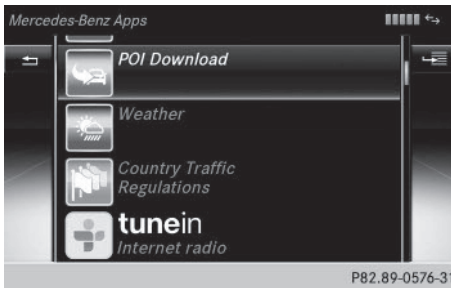 Mercedes-Benz Apps
POI Download
Weather
Country Traffic
Regulations
tunein
Internet radio
P82.89-0576-31